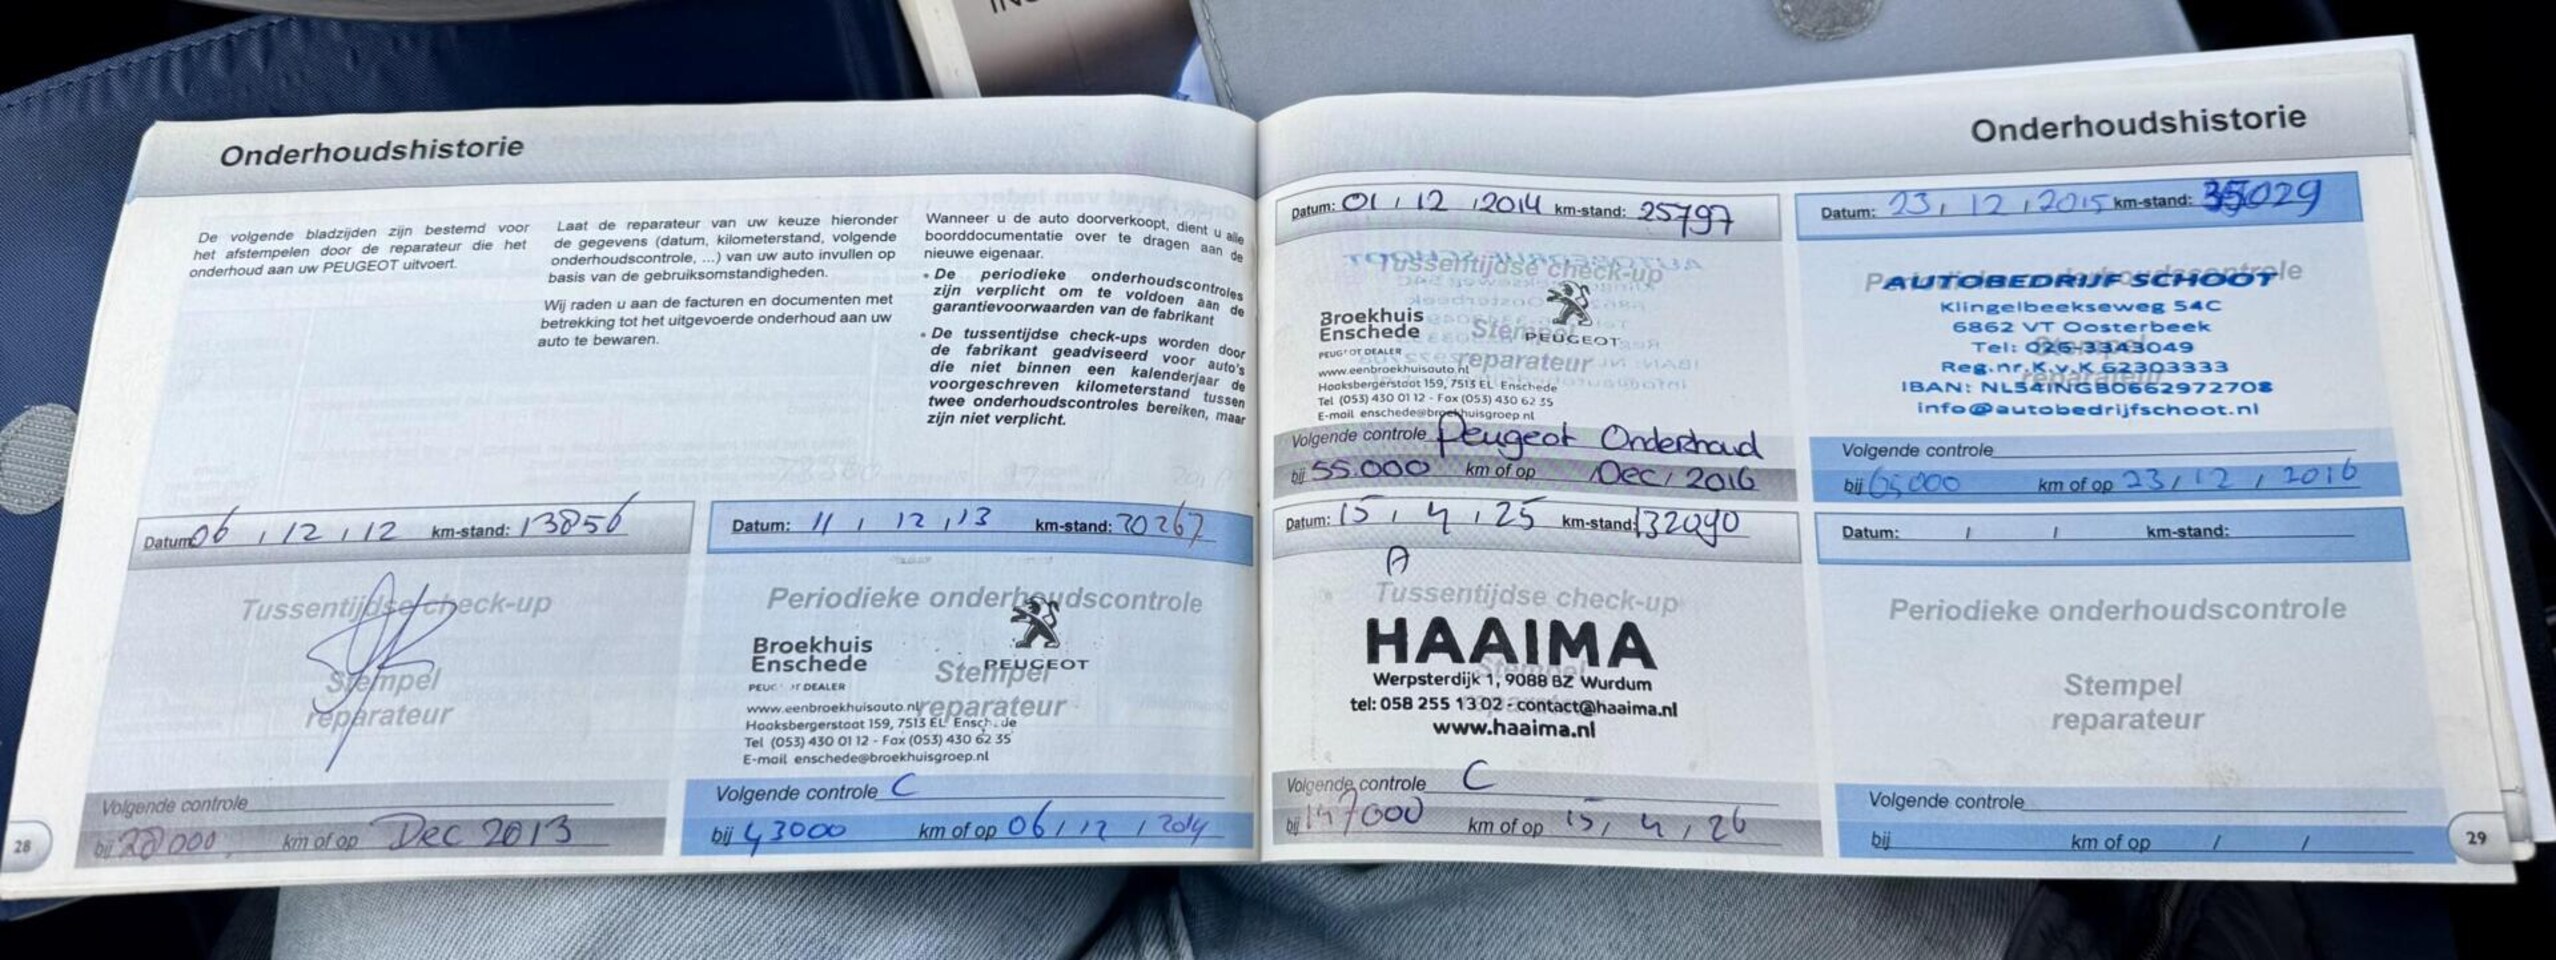 Onderhoudshistorie
De volgende bladzijden zijn bestemd voor
het afstempelen door de reparateur die het
onderhoud aan uw PEUGEOT uitvoert.
Laat de reparateur van uw keuze hieronder
de gegevens (datum, kilometerstand, volgende
onderhoudscontrole, ...) van uw auto invullen op
basis van de gebruiksomstandigheden.
Wij raden u aan de facturen en documenten met
betrekking tot het uitgevoerde onderhoud aan uw
auto te bewaren.
Wanneer u de auto doorverkoopt, dient u alle
boorddocumentatie over te dragen aan de
nieuwe eigenaar.
• De periodieke onderhoudscontroles
zijn verplicht om te voldoen aan de
garantievoorwaarden van de fabrikant
• De tussentijdse check-ups worden door
de fabrikant geadviseerd voor auto's
die niet binnen een kalenderjaar de
voorgeschreven kilometerstand tussen
twee onderhoudscontroles bereiken, maar
zijn niet verplicht.
Datum 06 / 12 / 12 km-stand: 13856
Tussentijdse check-up
Stempel
reparateur
Volgende controle
bij 28000 km of op Dec 2013
28
Datum: 11 / 12 / 13 km-stand: 20267
Periodieke onderhoudscontrole
Broekhuis
Enschede
PEUGEOT
Stempel
DEALER
reparateur
www.eenbroekhuisauto.nl
Haaksbergerstraat 159, 7513 EL
Tel (053) 430 01 12 - Fax (053) 430 62 35
E-mail enschede@broekhuisgroep.nl
Volgende controle C
bij 43000 km of op 06 / 12 / 2014
Onderhoudshistorie
Datum: 01 / 12 / 2014 km-stand: 25797
Tussentijdse check-up
Broekhuis
Enschede
Stempel
PEUGEOT
PEUGEOT DEALER
reparateur
www.eenbroekhuisauto.nl
Haaksbergerstraat 159, 7513 EL Enschede
Tel (053) 430 01 12 - Fax (053) 430 62 35
E-mail enschede@broekhuisgroep.nl
Volgende controle Peugeot Onderhoud
bij 55.000 km of op Dec / 2016
Datum: 23 / 12 / 2015 km-stand: 35029
Periodieke onderhoudscontrole
AUTOBEDRIJF SCHOOT
Klingelbeekseweg 54C
6862 VT Oosterbeek
Tel: 026-3343049
Stempel
Reg.nr.K.v.K 62303333
reparateur
IBAN: NL54INGB0662972708
info@autobedrijfschoot.nl
Volgende controle
bij 65000 km of op 23 / 12 / 2016
Datum: 15 / 4 / 25 km-stand: 132090
A
Tussentijdse check-up
HAAIMA
Stempel
Werpsterdijk 1, 9088 BZ Wurdum
tel: 058 255 13 02 - contact@haaima.nl
www.haaima.nl
Volgende controle C
bij 147000 km of op 15 / 4 / 26
Datum: / / km-stand:
Periodieke onderhoudscontrole
Stempel
reparateur
Volgende controle
bij km of op / /
29